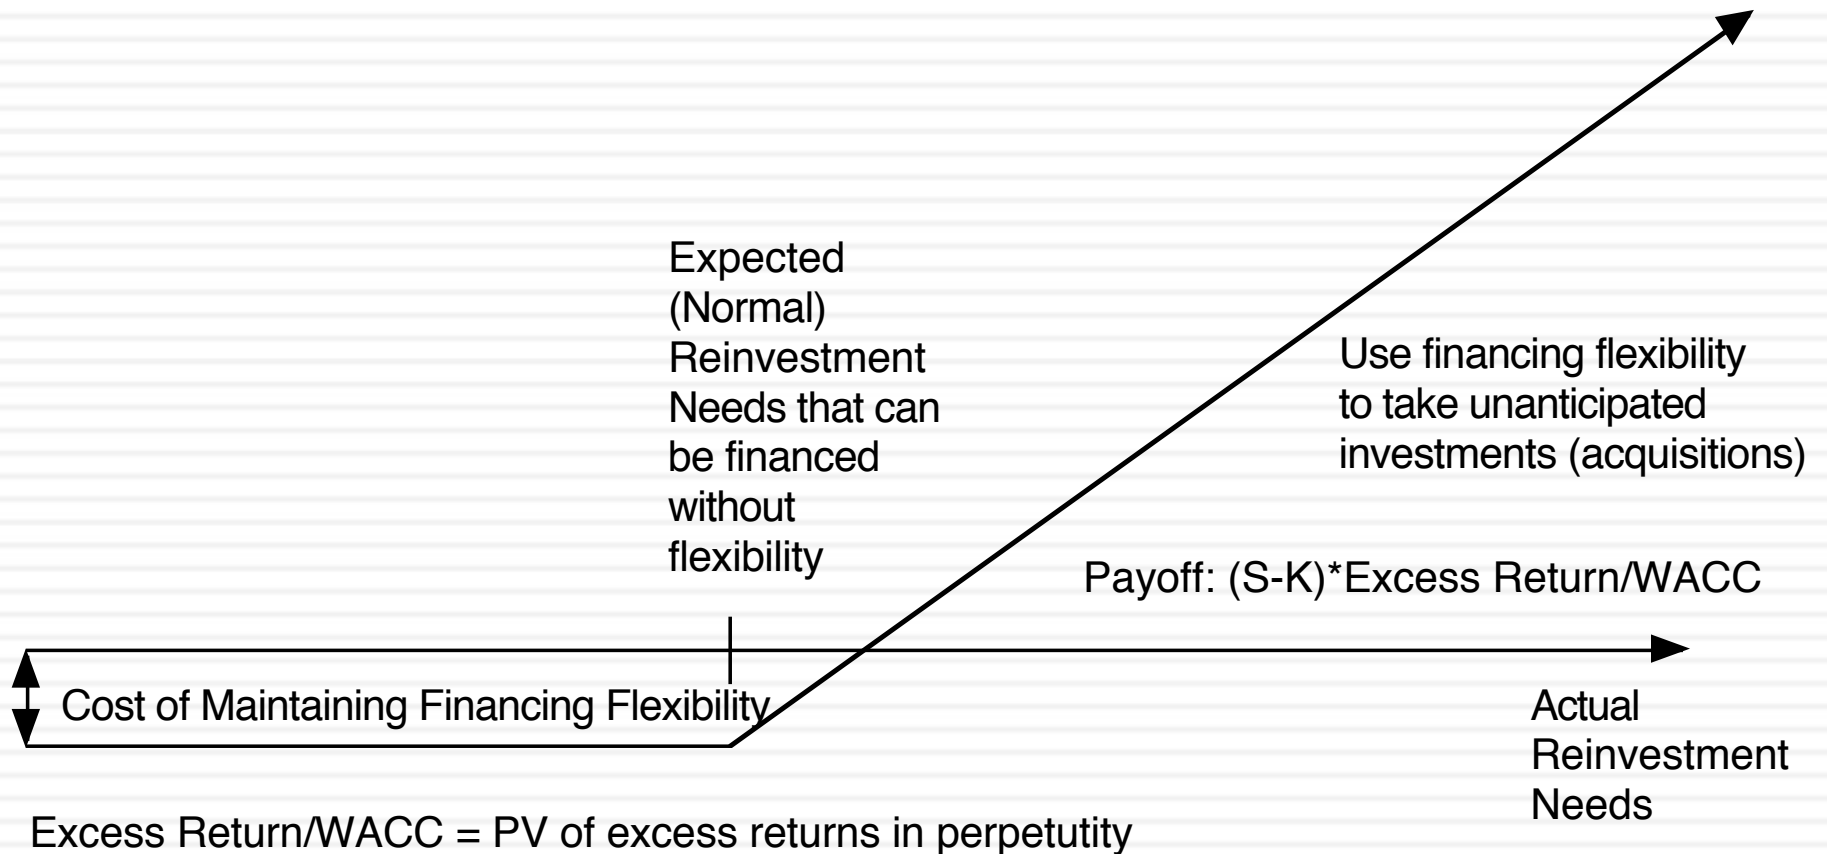 Expected
(Normal)
Reinvestment
Needs that can
be financed
without
flexibility
Use financing flexibility
to take unanticipated
investments (acquisitions)
Payoff: (S-K)*Excess Return/WACC
Cost of Maintaining Financing Flexibility
Actual
Reinvestment
Needs
Excess Return/WACC = PV of excess returns in perpetutity